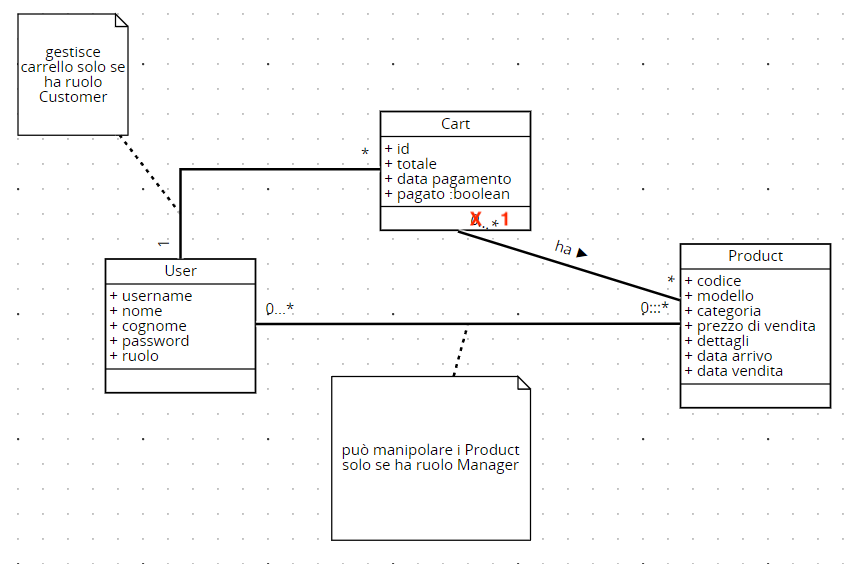 gestisce
carrello solo se
ha ruolo
Customer
Cart
+ id
+ totale
+ data pagamento
+ pagato :boolean
*
1
X
..* 1
ha ►
*
User
+ username
+ nome
+ cognome
+ password
+ ruolo
0...*
0:::*
Product
+ codice
+ modello
+ categoria
+ prezzo di vendita
+ dettagli
+ data arrivo
+ data vendita
può manipolare i Product
solo se ha ruolo Manager